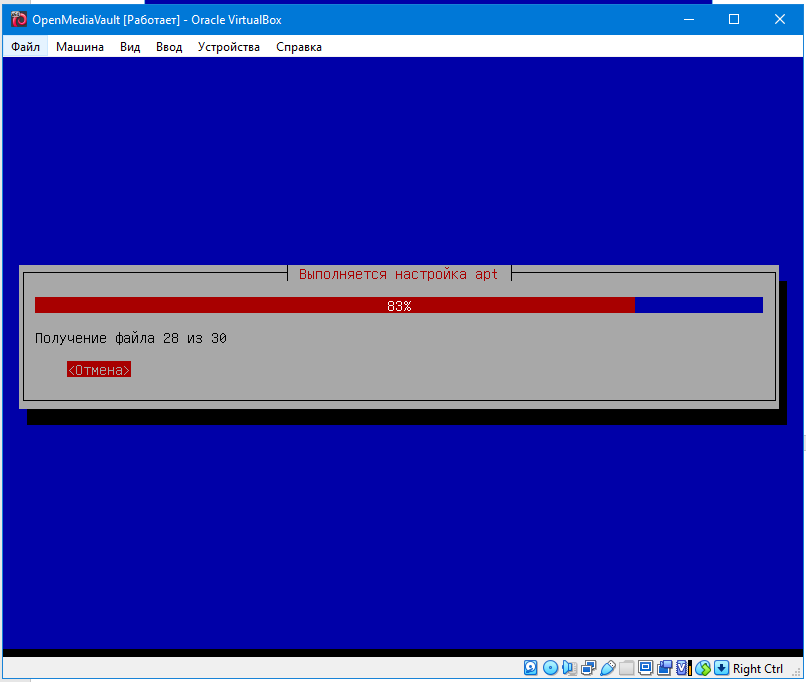 OpenMediaVault [Работает] - Oracle VirtualBox
Файл Машина Вид Ввод Устройства Справка
Выполняется настройка apt
83%
Получение файла 28 из 30
<Отмена>
Right Ctrl